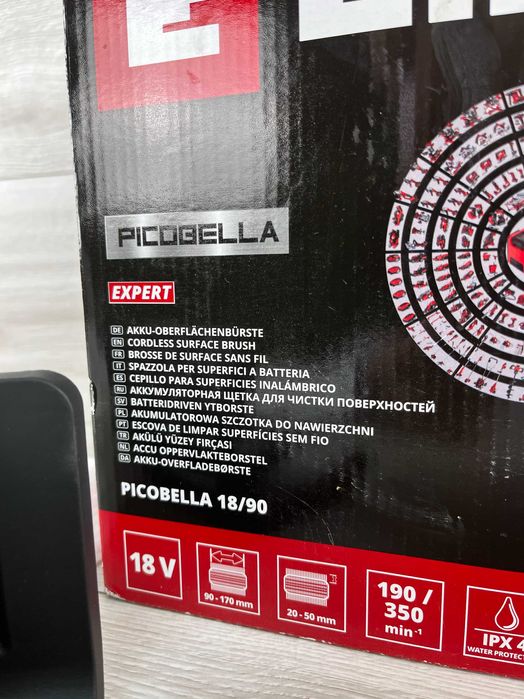 PICOBELLA
EXPERT
DE AKKU-OBERFLÄCHENBÜRSTE
EN CORDLESS SURFACE BRUSH
FR BROSSE DE SURFACE SANS FIL
IT SPAZZOLA PER SUPERFICI A BATTERIA
ES CEPILLO PARA SUPERFICIES INALÁMBRICO
RU АККУМУЛЯТОРНАЯ ЩЕТКА ДЛЯ ЧИСТКИ ПОВЕРХНОСТЕЙ
SV BATTERIDRIVEN YTBORSTE
PL AKUMULATOROWA SZCZOTKA DO NAWIERZCHNI
PT ESCOVA DE LIMPAR SUPERFÍCIES SEM FIO
TR AKÜLÜ YÜZEY FIRÇASI
NL ACCU OPPERVLAKTEBORSTEL
DA AKKU-OVERFLADEBØRSTE
PICOBELLA 18/90
18 V
90 - 170 mm
20 - 50 mm
190 /
350
min⁻¹
IPX 4
WATER PROTEC